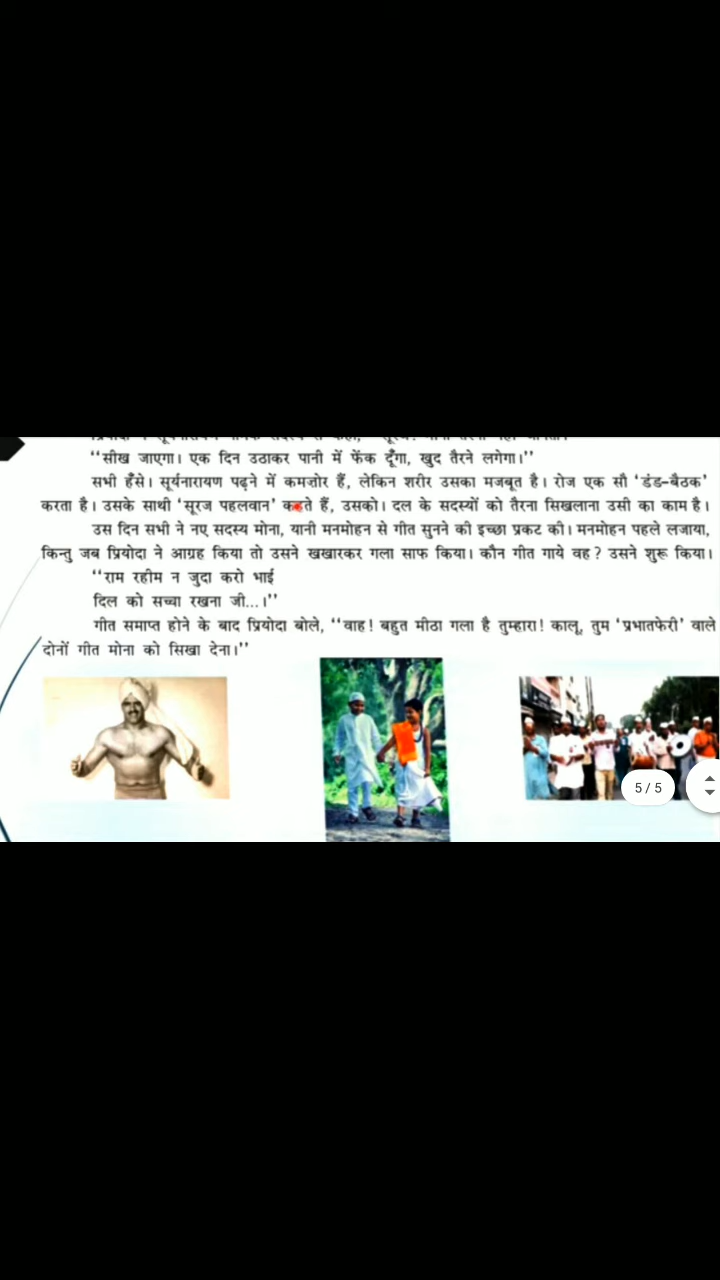 “सीख जाएगा। एक दिन उठाकर पानी में फेंक दूँगा, खुद तैरने लगेगा।”
सभी हँसे। सूर्यनारायण पढ़ने में कमज़ोर हैं, लेकिन शरीर उसका मजबूत है। रोज एक सौ ‘डंड-बैठक’
करता है। उसके साथी ‘सूरज पहलवान’ कहते हैं, उसको। दल के सदस्यों को तैरना सिखलाना उसी का काम है।
उस दिन सभी ने नए सदस्य मोना, यानी मनमोहन से गीत सुनने की इच्छा प्रकट की। मनमोहन पहले लजाया,
किन्तु जब प्रियोदा ने आग्रह किया तो उसने खखारकर गला साफ किया। कौन गीत गाये वह? उसने शुरू किया।
“राम रहीम न जुदा करो भाई
दिल को सच्चा रखना जी...।”
गीत समाप्त होने के बाद प्रियोदा बोले, “वाह! बहुत मीठा गला है तुम्हारा! कालू, तुम ‘प्रभातफेरी’ वाले
दोनों गीत मोना को सिखा देना।”
5/5